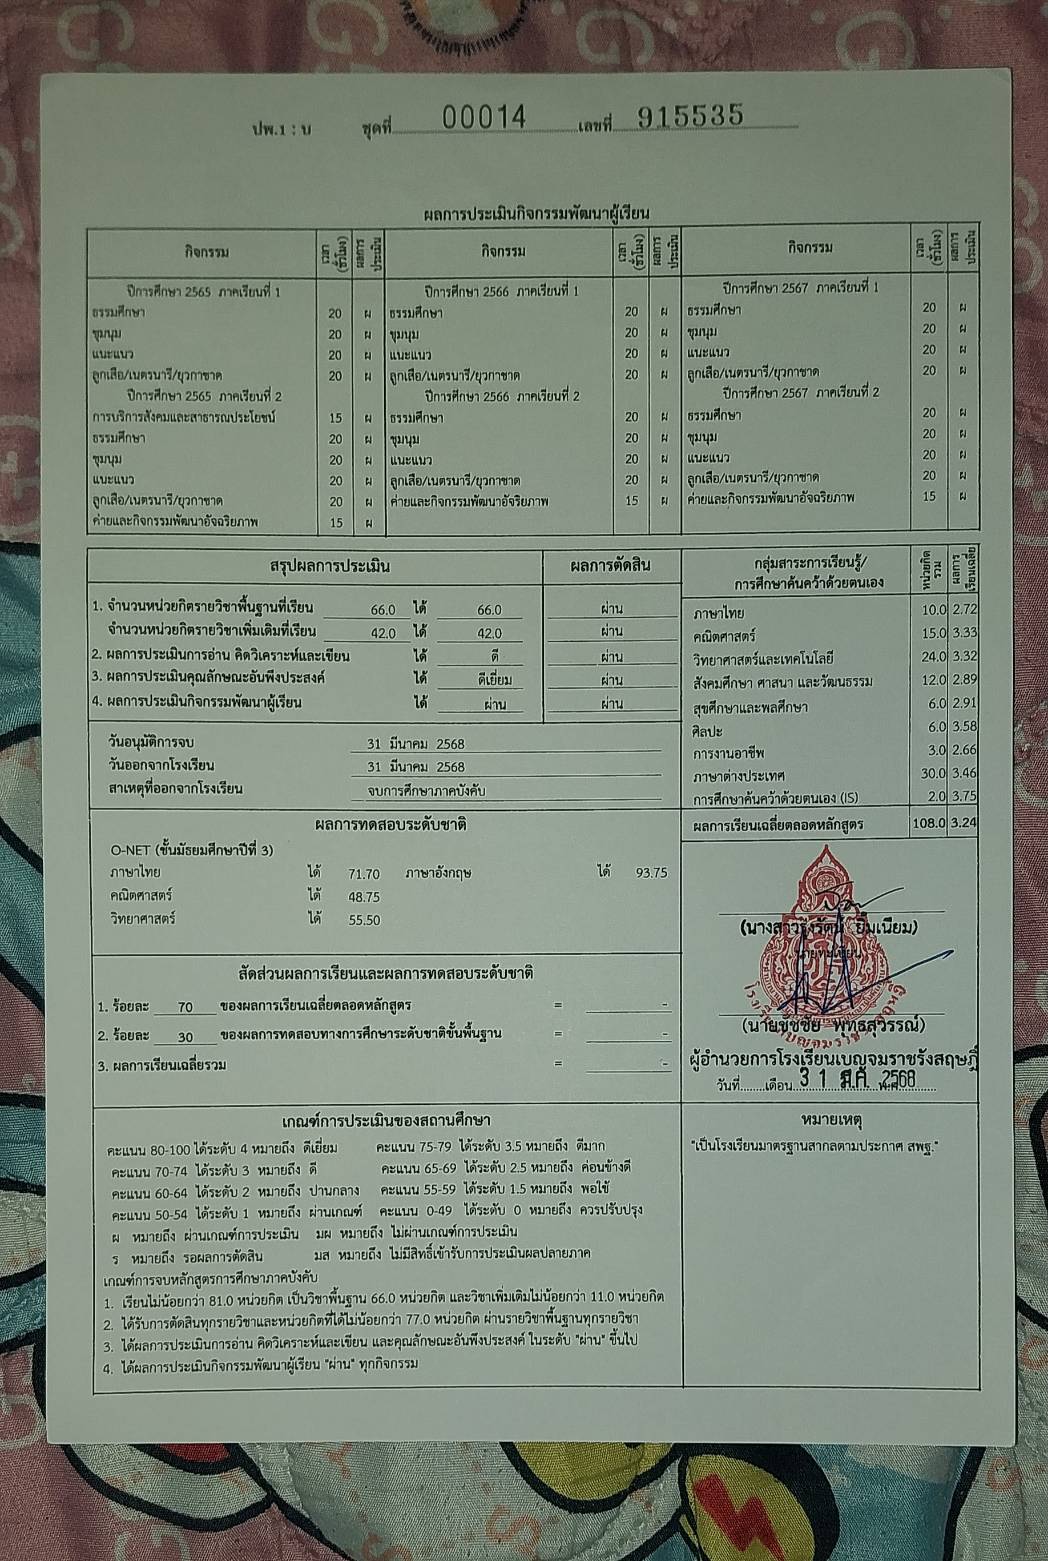 ปพ.1 : บ ชุดที่ 00014 เลขที่ 915535
ผลการประเมินกิจกรรมพัฒนาผู้เรียน
กิจกรรม เวลา (ชั่วโมง) ผลการประเมิน กิจกรรม เวลา (ชั่วโมง) ผลการประเมิน กิจกรรม เวลา (ชั่วโมง) ผลการประเมิน
ปีการศึกษา 2565 ภาคเรียนที่ 1 ปีการศึกษา 2566 ภาคเรียนที่ 1 ปีการศึกษา 2567 ภาคเรียนที่ 1
ธรรมศึกษา 20 ผ ธรรมศึกษา 20 ผ ธรรมศึกษา 20 ผ
ชุมนุม 20 ผ ชุมนุม 20 ผ ชุมนุม 20 ผ
แนะแนว 20 ผ แนะแนว 20 ผ แนะแนว 20 ผ
ลูกเสือ/เนตรนารี/ยุวกาชาด 20 ผ ลูกเสือ/เนตรนารี/ยุวกาชาด 20 ผ ลูกเสือ/เนตรนารี/ยุวกาชาด 20 ผ
ปีการศึกษา 2565 ภาคเรียนที่ 2 ปีการศึกษา 2566 ภาคเรียนที่ 2 ปีการศึกษา 2567 ภาคเรียนที่ 2
การบริการสังคมและสาธารณประโยชน์ 15 ผ ธรรมศึกษา 20 ผ ธรรมศึกษา 20 ผ
ธรรมศึกษา 20 ผ ชุมนุม 20 ผ ชุมนุม 20 ผ
ชุมนุม 20 ผ แนะแนว 20 ผ แนะแนว 20 ผ
แนะแนว 20 ผ ลูกเสือ/เนตรนารี/ยุวกาชาด 20 ผ ลูกเสือ/เนตรนารี/ยุวกาชาด 20 ผ
ลูกเสือ/เนตรนารี/ยุวกาชาด 20 ผ ค่ายและกิจกรรมพัฒนาอัจริยภาพ 15 ผ ค่ายและกิจกรรมพัฒนาอัจฉริยภาพ 15 ผ
ค่ายและกิจกรรมพัฒนาอัจฉริยภาพ 15 ผ
สรุปผลการประเมิน ผลการตัดสิน
1. จำนวนหน่วยกิตรายวิชาพื้นฐานที่เรียน 66.0 ได้ 66.0 ผ่าน
จำนวนหน่วยกิตรายวิชาเพิ่มเติมที่เรียน 42.0 ได้ 42.0 ผ่าน
2. ผลการประเมินการอ่าน คิดวิเคราะห์และเขียน ได้ ดี ผ่าน
3. ผลการประเมินคุณลักษณะอันพึงประสงค์ ได้ ดีเยี่ยม ผ่าน
4. ผลการประเมินกิจกรรมพัฒนาผู้เรียน ได้ ผ่าน ผ่าน
วันอนุมัติการจบ 31 มีนาคม 2568
วันออกจากโรงเรียน 31 มีนาคม 2568
สาเหตุที่ออกจากโรงเรียน จบการศึกษาภาคบังคับ
กลุ่มสาระการเรียนรู้/ การศึกษาค้นคว้าด้วยตนเอง หน่วยกิตรวม ผลการเรียนเฉลี่ย
ภาษาไทย 10.0 2.72
คณิตศาสตร์ 15.0 3.33
วิทยาศาสตร์และเทคโนโลยี 24.0 3.32
สังคมศึกษา ศาสนา และวัฒนธรรม 12.0 2.89
สุขศึกษาและพลศึกษา 6.0 2.91
ศิลปะ 6.0 3.58
การงานอาชีพ 3.0 2.66
ภาษาต่างประเทศ 30.0 3.46
การศึกษาค้นคว้าด้วยตนเอง (IS) 2.0 3.75
ผลการเรียนเฉลี่ยตลอดหลักสูตร 108.0 3.24
ผลการทดสอบระดับชาติ
O-NET (ชั้นมัธยมศึกษาปีที่ 3)
ภาษาไทย ได้ 71.70 ภาษาอังกฤษ ได้ 93.75
คณิตศาสตร์ ได้ 48.75
วิทยาศาสตร์ ได้ 55.50
สัดส่วนผลการเรียนและผลการทดสอบระดับชาติ
1. ร้อยละ 70 ของผลการเรียนเฉลี่ยตลอดหลักสูตร = -
2. ร้อยละ 30 ของผลการทดสอบทางการศึกษาระดับชาติขั้นพื้นฐาน = -
3. ผลการเรียนเฉลี่ยรวม = -
(นางสาวรุ่งรัตน์ ยิ้มเนียม)
นายทะเบียน
(นายชัชชัย พุทธสุวรรณ์)
ผู้อำนวยการโรงเรียนเบญจมราชรังสฤษฎิ์
วันที่ เดือน 31 มี.ค. 2568
เกณฑ์การประเมินของสถานศึกษา
คะแนน 80-100 ได้ระดับ 4 หมายถึง ดีเยี่ยม คะแนน 75-79 ได้ระดับ 3.5 หมายถึง ดีมาก
คะแนน 70-74 ได้ระดับ 3 หมายถึง ดี คะแนน 65-69 ได้ระดับ 2.5 หมายถึง ค่อนข้างดี
คะแนน 60-64 ได้ระดับ 2 หมายถึง ปานกลาง คะแนน 55-59 ได้ระดับ 1.5 หมายถึง พอใช้
คะแนน 50-54 ได้ระดับ 1 หมายถึง ผ่านเกณฑ์ คะแนน 0-49 ได้ระดับ 0 หมายถึง ควรปรับปรุง
ผ หมายถึง ผ่านเกณฑ์การประเมิน มผ หมายถึง ไม่ผ่านเกณฑ์การประเมิน
ร หมายถึง รอผลการตัดสิน มส หมายถึง ไม่มีสิทธิ์เข้ารับการประเมินผลปลายภาค
เกณฑ์การจบหลักสูตรการศึกษาภาคบังคับ
1. เรียนไม่น้อยกว่า 81.0 หน่วยกิต เป็นวิชาพื้นฐาน 66.0 หน่วยกิต และวิชาเพิ่มเติมไม่น้อยกว่า 11.0 หน่วยกิต
2. ได้รับการตัดสินทุกรายวิชาและหน่วยกิตที่ได้ไม่น้อยกว่า 77.0 หน่วยกิต ผ่านรายวิชาพื้นฐานทุกรายวิชา
3. ได้ผลการประเมินการอ่าน คิดวิเคราะห์และเขียน และคุณลักษณะอันพึงประสงค์ ในระดับ "ผ่าน" ขึ้นไป
4. ได้ผลการประเมินกิจกรรมพัฒนาผู้เรียน "ผ่าน" ทุกกิจกรรม
หมายเหตุ
"เป็นโรงเรียนมาตรฐานสากลตามประกาศ สพฐ."